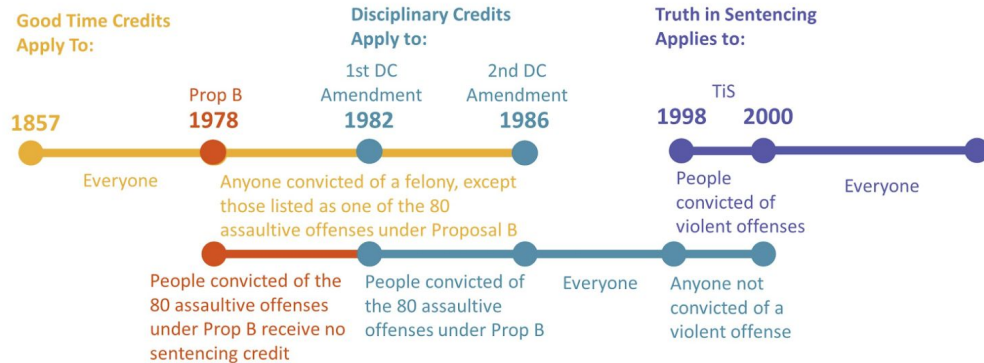 Good Time Credits
Apply To:
Disciplinary Credits
Apply to:
Truth in Sentencing
Applies to:
1857
Prop B
1978
1st DC
Amendment
1982
2nd DC
Amendment
1986
TiS
1998
2000
Everyone
Anyone convicted of a felony, except
those listed as one of the 80
assaultive offenses under Proposal B
People
convicted of
violent offenses
Everyone
People convicted of the
80 assaultive offenses
under Prop B receive no
sentencing credit
People convicted of
the 80 assaultive
offenses under Prop B
Everyone
Anyone not
convicted of a
violent offense